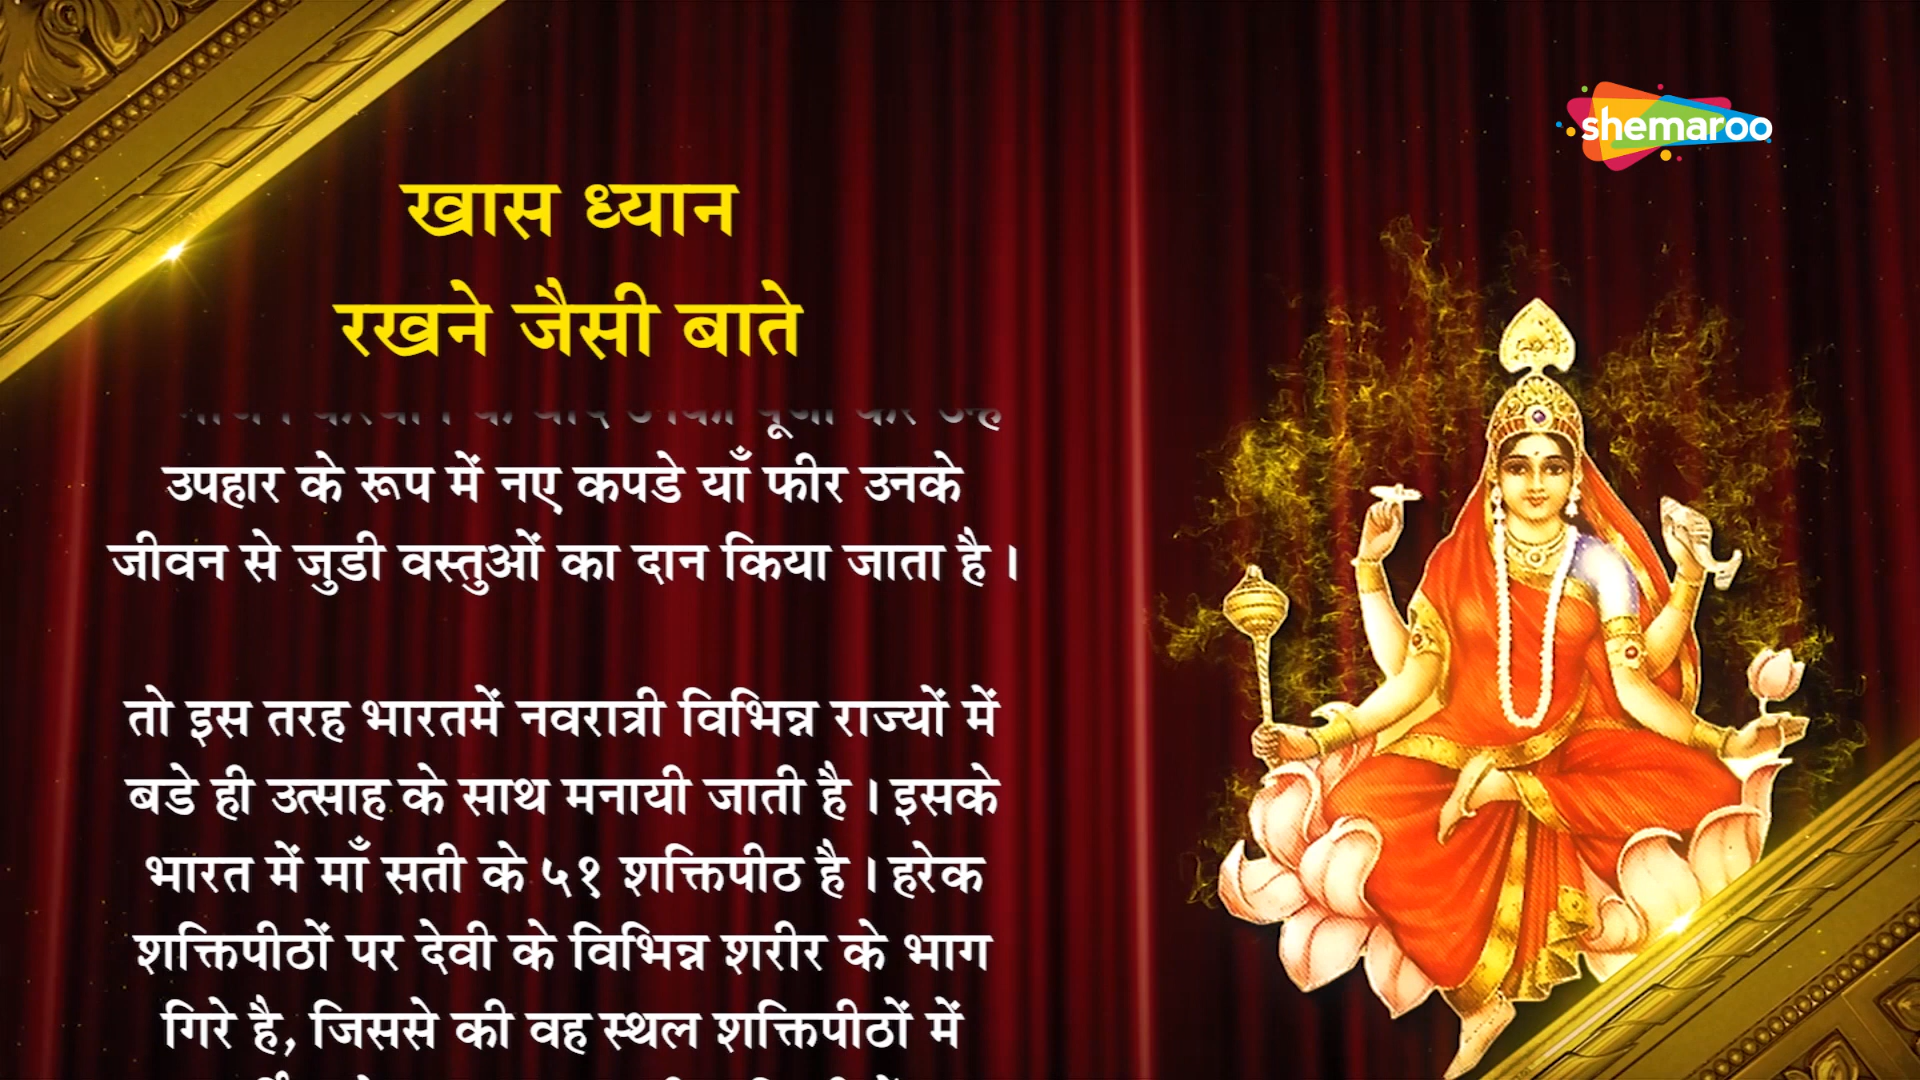 shemaroo
खास ध्यान
रखने जैसी बाते
उपहार के रूप में नए कपडे याँ फीर उनके
जीवन से जुडी वस्तुओं का दान किया जाता है ।
तो इस तरह भारतमें नवरात्री विभिन्न राज्यों में
बडे ही उत्साह के साथ मनायी जाती है । इसके
भारत में माँ सती के ५१ शक्तिपीठ है । हरेक
शक्तिपीठों पर देवी के विभिन्न शरीर के भाग
गिरे है, जिससे की वह स्थल शक्तिपीठों में